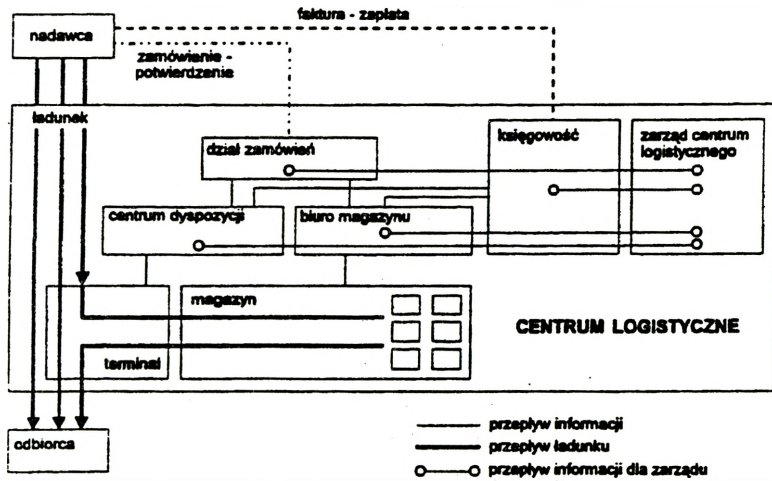 faktura - zapłata
nadawca
zamówienie -
potwierdzenie
ładunek
dział zamówień
księgowość
zarząd centrum
logistycznego
centrum dyspozycji
biuro magazynu
magazyn
terminal
CENTRUM LOGISTYCZNE
odbiorca
przepływ informacji
przepływ ładunku
przepływ informacji dla zarządu